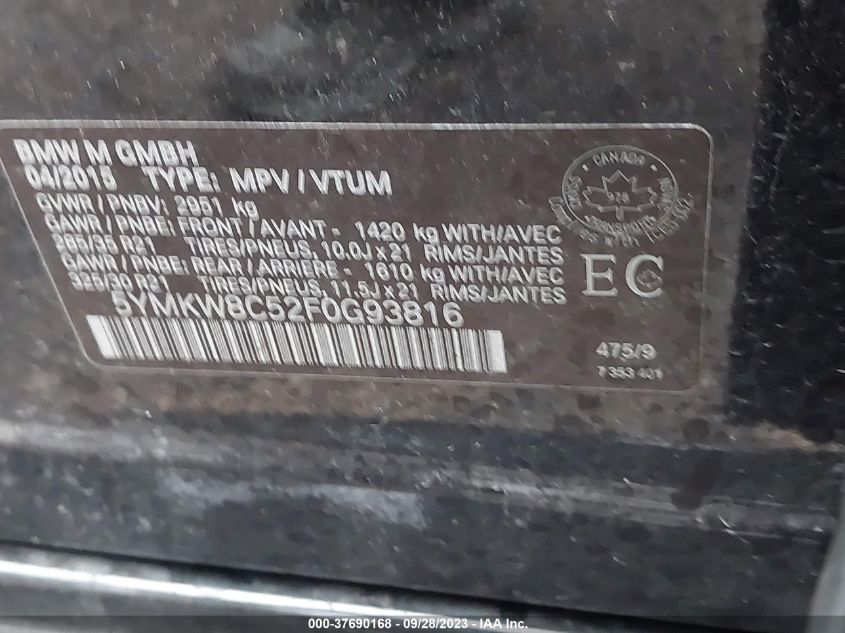 BMW M GMBH
04/2015 TYPE: MPV / VTUM
GVWR / PNBV: 2951 kg
GAWR / PNBE: FRONT / AVANT - 1420 kg WITH/AVEC
285/35 R21 TIRES/PNEUS, 10.0J x 21 RIMS/JANTES
GAWR / PNBE: REAR / ARRIÈRE - 1610 kg WITH/AVEC
325/30 R21 TIRES/PNEUS, 11.5J x 21 RIMS/JANTES
5YMKW8C52F0G93816
CANADA
TRANSPORT
EC
475/9
7 353 401
000-37690168 - 09/28/2023 - IAA Inc.